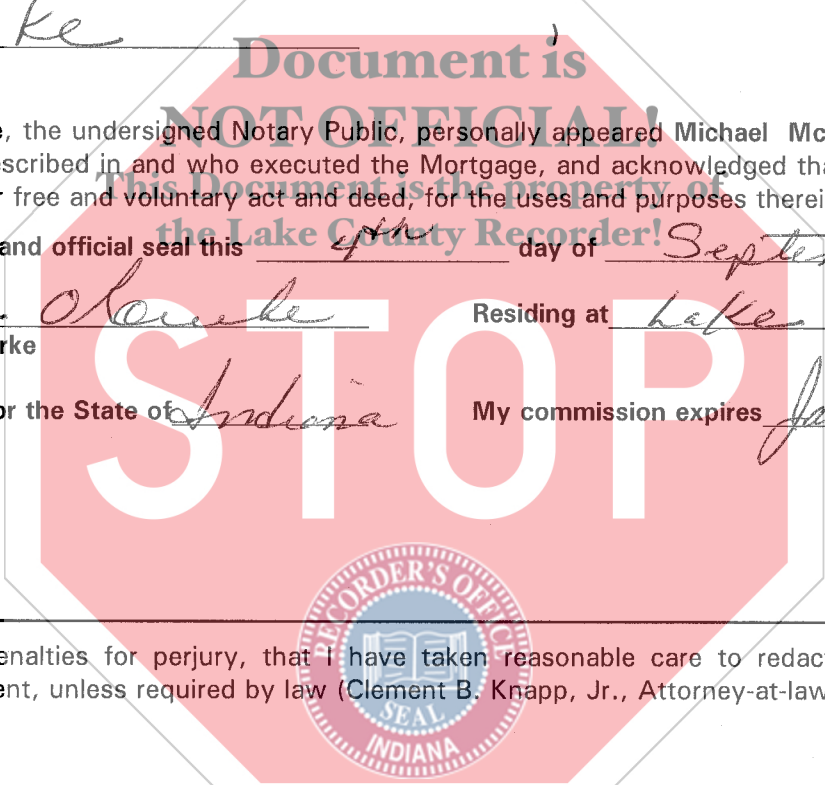 ke
Document is
NOT OFFICIAL!
, the undersigned Notary Public, personally appeared Michael Mc
escribed in and who executed the Mortgage, and acknowledged tha
This Document is the property of
r free and voluntary act and deed, for the uses and purposes therei
the Lake County Recorder!
and official seal this 4th day of Septe
O'Rourke Residing at Lake
rke
or the State of Indiana My commission expires Ja
STOP
RECORDER'S OFFICE
enalties for perjury, that I have taken reasonable care to redac
ent, unless required by law (Clement B. Knapp, Jr., Attorney-at-law
SEAL
INDIANA